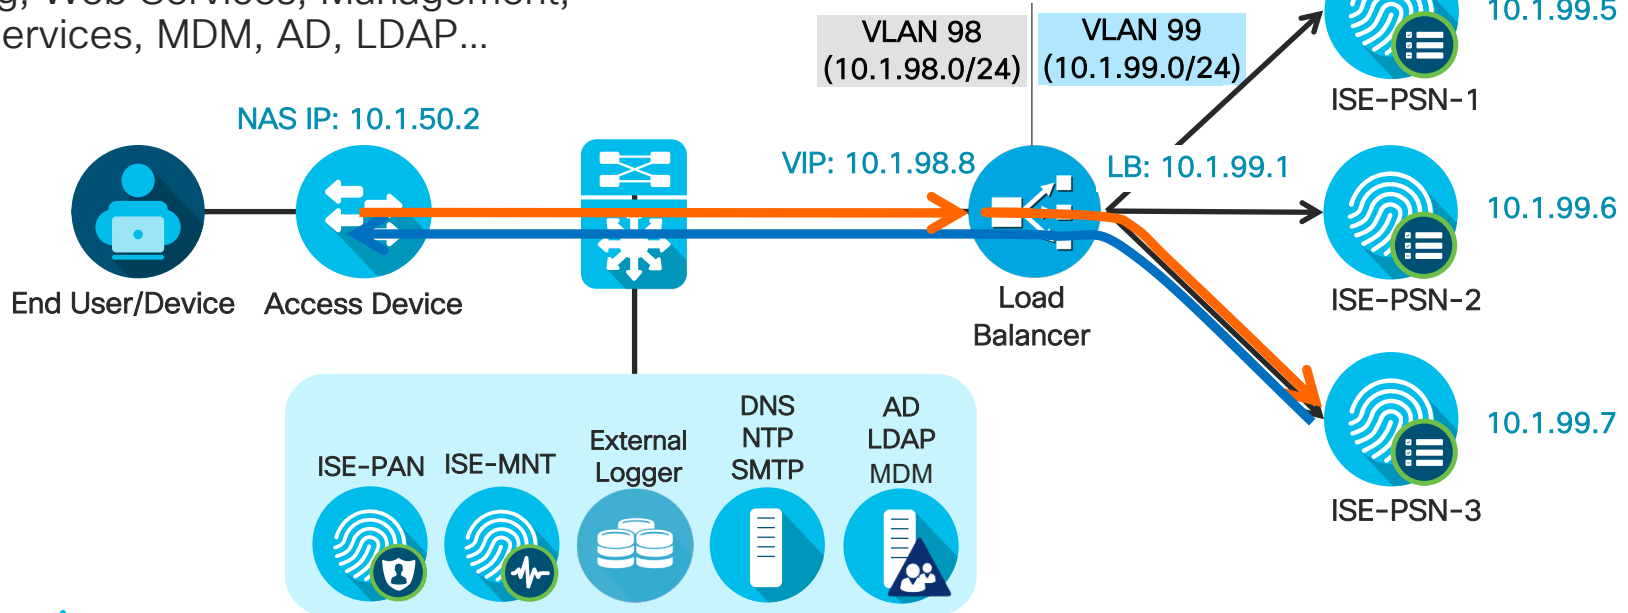 g, Web Services, Management,
ervices, MDM, AD, LDAP...
VLAN 98
(10.1.98.0/24)
VLAN 99
(10.1.99.0/24)
10.1.99.5
ISE-PSN-1
NAS IP: 10.1.50.2
VIP: 10.1.98.8
LB: 10.1.99.1
10.1.99.6
ISE-PSN-2
End User/Device
Access Device
Load
Balancer
10.1.99.7
ISE-PSN-3
ISE-PAN
ISE-MNT
External
Logger
DNS
NTP
SMTP
AD
LDAP
MDM